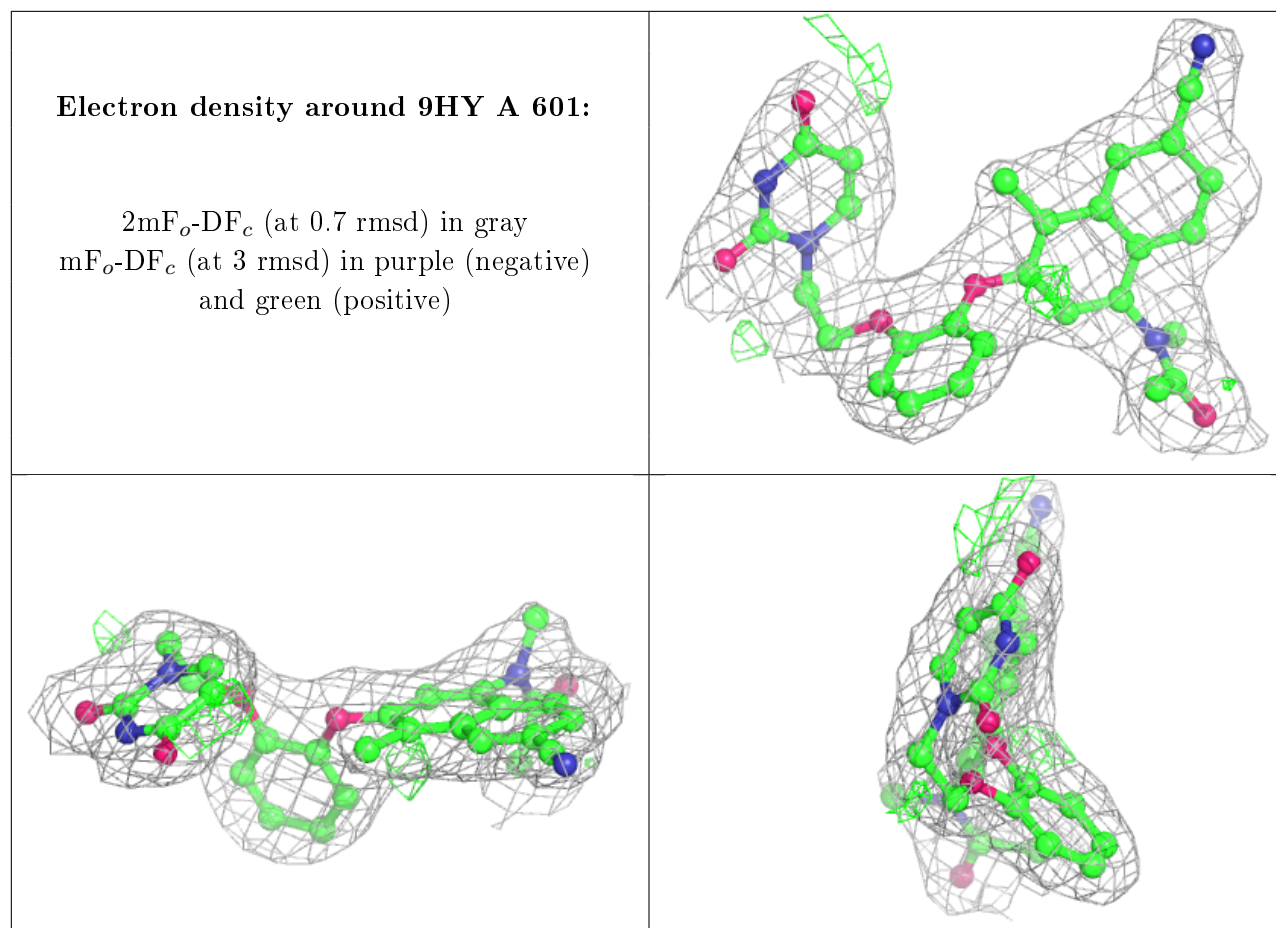 Electron density around 9HY A 601:
2mFₒ-DF𝒸 (at 0.7 rmsd) in gray
mFₒ-DF𝒸 (at 3 rmsd) in purple (negative)
and green (positive)